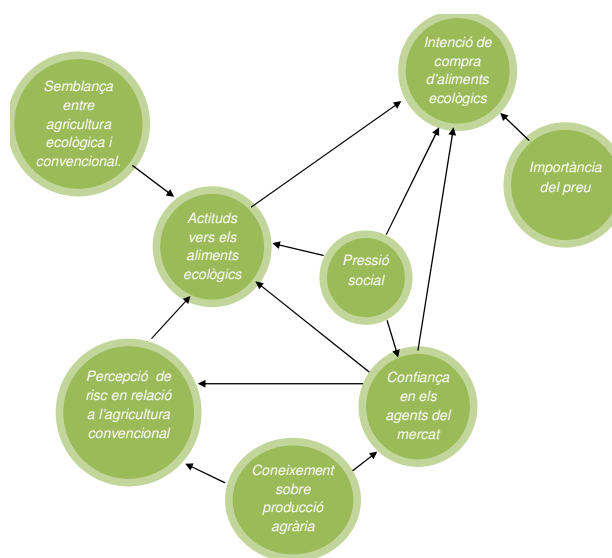 Intenció de
compra
d'aliments
ecològics
Semblança
entre
agricultura
ecològica i
convencional.
Importància
del preu
Actituds
vers els
aliments
ecològics
Pressió
social
Percepció de
risc en relació
a l'agricultura
convencional
Confiança
en els
agents del
mercat
Coneixement
sobre
producció
agrària